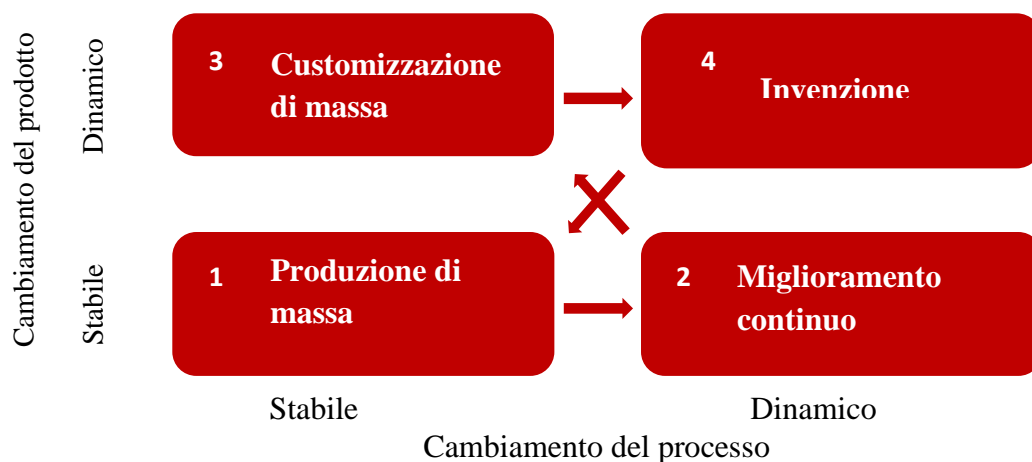 Cambiamento del prodotto
Dinamico
Stabile
3
Customizzazione
di massa
4
Invenzione
1
Produzione di
massa
2
Miglioramento
continuo
Stabile
Dinamico
Cambiamento del processo